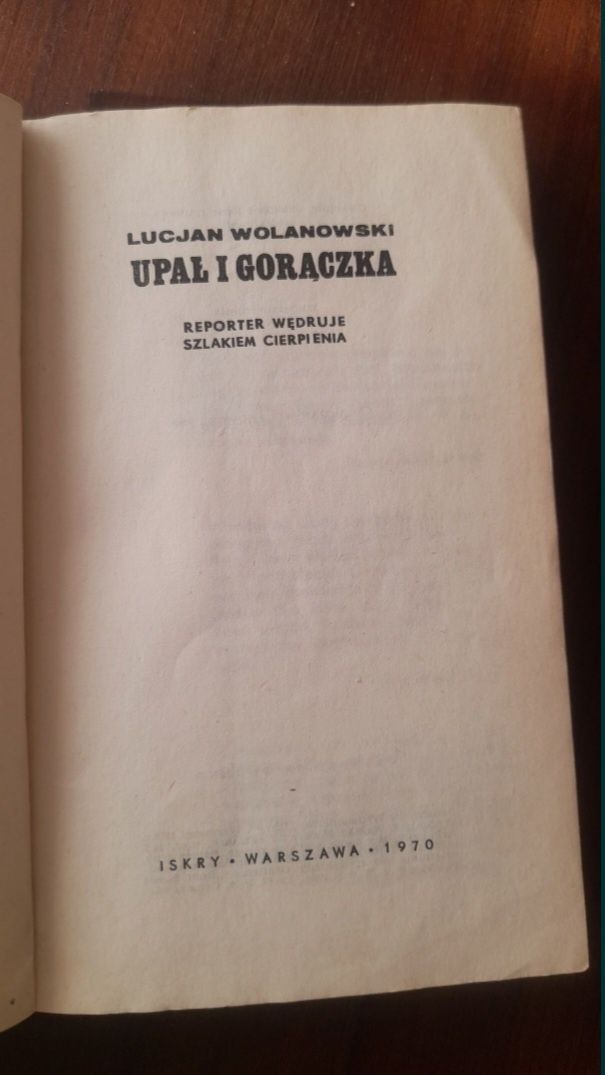 LUCJAN WOLANOWSKI
UPAŁ I GORĄCZKA
REPORTER WĘDRUJE
SZLAKIEM CIERPIENIA
ISKRY • WARSZAWA • 1970